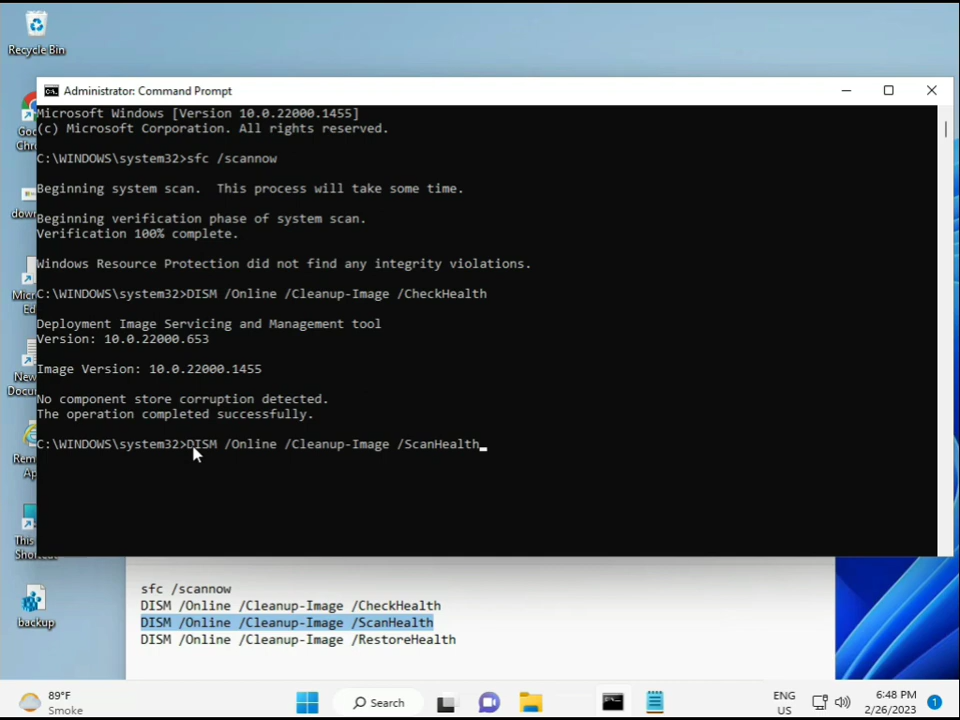 Recycle Bin
Administrator: Command Prompt
Microsoft Windows [Version 10.0.22000.1455]
(c) Microsoft Corporation. All rights reserved.
C:\WINDOWS\system32>sfc /scannow
Beginning system scan.  This process will take some time.
Beginning verification phase of system scan.
Verification 100% complete.
Windows Resource Protection did not find any integrity violations.
C:\WINDOWS\system32>DISM /Online /Cleanup-Image /CheckHealth
Deployment Image Servicing and Management tool
Version: 10.0.22000.653
Image Version: 10.0.22000.1455
No component store corruption detected.
The operation completed successfully.
C:\WINDOWS\system32>DISM /Online /Cleanup-Image /ScanHealth
backup
sfc /scannow
DISM /Online /Cleanup-Image /CheckHealth
DISM /Online /Cleanup-Image /ScanHealth
DISM /Online /Cleanup-Image /RestoreHealth
89°F
Smoke
Search
ENG
US
6:48 PM
2/26/2023
1